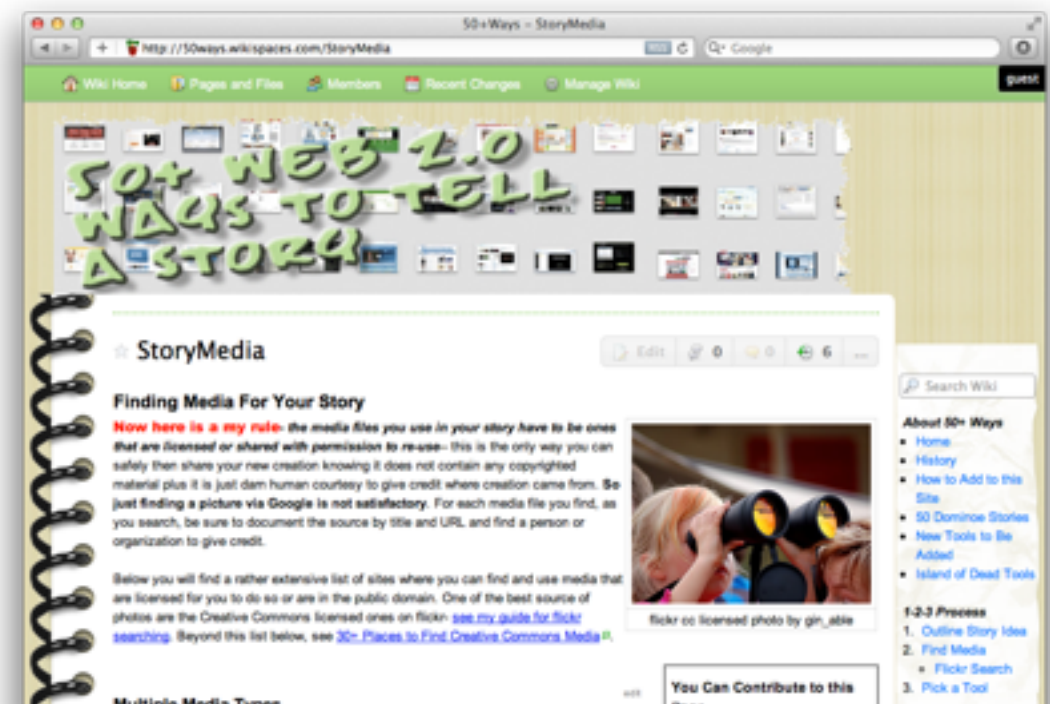 50+Ways – StoryMedia
+ http://50ways.wikispaces.com/StoryMedia RSS Google
Wiki Home Pages and Files Members Recent Changes Manage Wiki
guest
50+ WEB 2.0
WAYS TO TELL
A STORY
StoryMedia
Edit 0 0 6 ...
Finding Media For Your Story
Now here is a my rule- the media files you use in your story have to be ones
that are licensed or shared with permission to re-use- this is the only way you can
safely then share your new creation knowing it does not contain any copyrighted
material plus it is just darn human courtesy to give credit where creation came from. So
just finding a picture via Google is not satisfactory. For each media file you find, as
you search, be sure to document the source by title and URL and find a person or
organization to give credit.
Below you will find a rather extensive list of sites where you can find and use media that
are licensed for you to do so or are in the public domain. One of the best source of
photos are the Creative Commons licensed ones on flickr- see my guide for flickr
searching. Beyond this list below, see 30+ Places to Find Creative Commons Media.
flickr cc licensed photo by gin_able
Multiple Media Types
edit
You Can Contribute to this
Search Wiki
About 50+ Ways
• Home
• History
• How to Add to this
Site
• 50 Dominoe Stories
• New Tools to Be
Added
• Island of Dead Tools
1-2-3 Process
1. Outline Story Idea
2. Find Media
Flickr Search
3. Pick a Tool